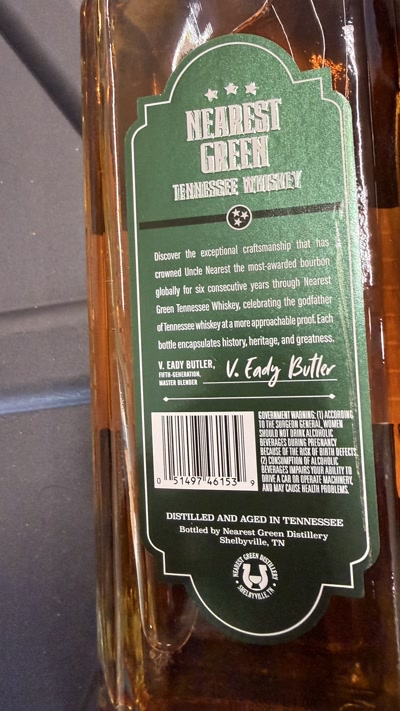 NEAREST
GREEN
TENNESSEE WHISKEY
Discover the exceptional craftsmanship that has
crowned Uncle Nearest the most-awarded bourbon
globally for six consecutive years through Nearest
Green Tennessee Whiskey, celebrating the godfather
of Tennessee whiskey at a more approachable proof. Each
bottle encapsulates history, heritage, and greatness.
V. EADY BUTLER,
FIFTH-GENERATION,
MASTER BLENDER
V. Eady Butler
GOVERNMENT WARNING: (1) ACCORDING
TO THE SURGEON GENERAL, WOMEN
SHOULD NOT DRINK ALCOHOLIC
BEVERAGES DURING PREGNANCY
BECAUSE OF THE RISK OF BIRTH DEFECTS.
(2) CONSUMPTION OF ALCOHOLIC
BEVERAGES IMPAIRS YOUR ABILITY TO
DRIVE A CAR OR OPERATE MACHINERY,
AND MAY CAUSE HEALTH PROBLEMS.
0 51497 46153 9
DISTILLED AND AGED IN TENNESSEE
Bottled by Nearest Green Distillery
Shelbyville, TN
NEAREST GREEN DISTILLERY
SHELBYVILLE, TN